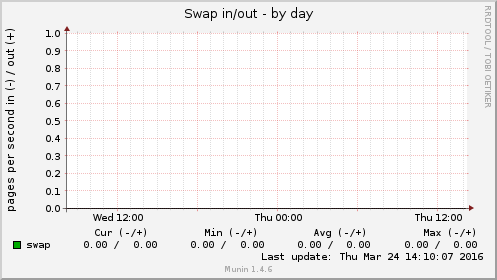 Swap in/out - by day
RRDTOOL / TOBI OETIKER
pages per second in (-) / out (+)
1.0
0.9
0.8
0.7
0.6
0.5
0.4
0.3
0.2
0.1
0.0
Wed 12:00 Thu 00:00 Thu 12:00
Cur (-/+) Min (-/+) Avg (-/+) Max (-/+)
swap 0.00 / 0.00 0.00 / 0.00 0.00 / 0.00 0.00 / 0.00
Last update: Thu Mar 24 14:10:07 2016
Munin 1.4.6